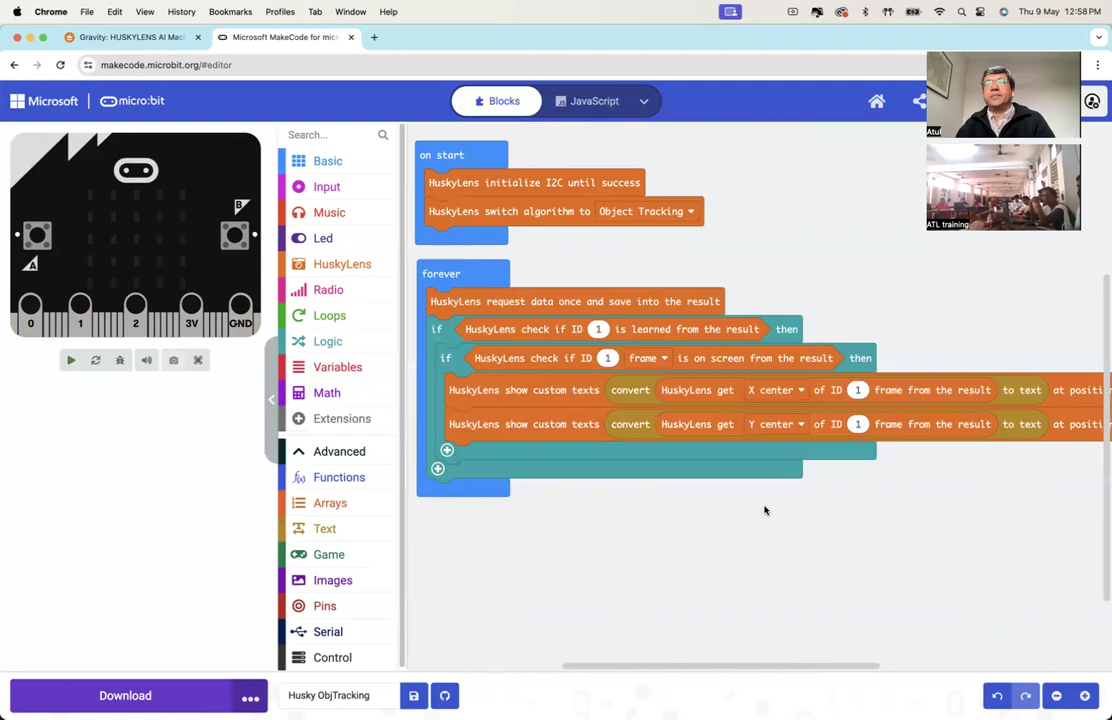 Chrome File Edit View History Bookmarks Profiles Tab Window Help Thu 9 May 12:58 PM
Gravity: HUSKYLENS AI Mac Microsoft MakeCode for micro:
makecode.microbit.org/#editor
Microsoft micro:bit Blocks JavaScript
Atul
ATL training
Search...
Basic
Input
Music
Led
HuskyLens
Radio
Loops
Logic
Variables
Math
Extensions
Advanced
Functions
Arrays
Text
Game
Images
Pins
Serial
Control
B
A
0 1 2 3V GND
on start
HuskyLens initialize I2C until success
HuskyLens switch algorithm to Object Tracking
forever
HuskyLens request data once and save into the result
if HuskyLens check if ID 1 is learned from the result then
if HuskyLens check if ID 1 frame is on screen from the result then
HuskyLens show custom texts convert HuskyLens get X center of ID 1 frame from the result to text at positi
HuskyLens show custom texts convert HuskyLens get Y center of ID 1 frame from the result to text at positi
Download ... Husky ObjTracking